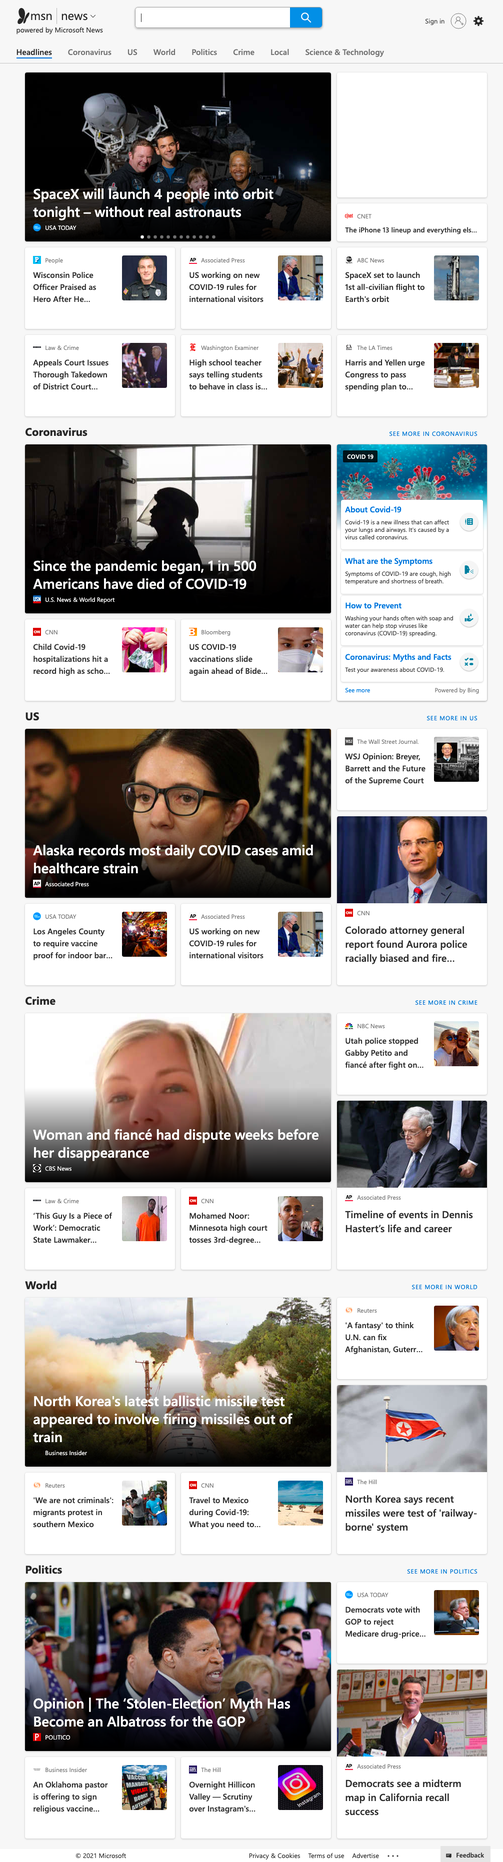 msn news
powered by Microsoft News
Sign in
Headlines Coronavirus US World Politics Crime Local Science & Technology
SpaceX will launch 4 people into orbit
tonight – without real astronauts
USA TODAY
CNET
The iPhone 13 lineup and everything els...
People
Wisconsin Police
Officer Praised as
Hero After He...
Associated Press
US working on new
COVID-19 rules for
international visitors
ABC News
SpaceX set to launch
1st all-civilian flight to
Earth's orbit
Law & Crime
Appeals Court Issues
Thorough Takedown
of District Court...
Washington Examiner
High school teacher
says telling students
to behave in class is...
The LA Times
Harris and Yellen urge
Congress to pass
spending plan to...
Coronavirus
SEE MORE IN CORONAVIRUS
Since the pandemic began, 1 in 500
Americans have died of COVID-19
U.S. News & World Report
COVID 19
About Covid-19
Covid-19 is a new illness that can affect
your lungs and airways. It's caused by a
virus called coronavirus.
What are the Symptoms
Symptoms of COVID-19 are cough, high
temperature and shortness of breath.
How to Prevent
Washing your hands often with soap and
water can help stop viruses like
coronavirus (COVID-19) spreading.
Coronavirus: Myths and Facts
Test your awareness about COVID-19.
See more
Powered by Bing
CNN
Child Covid-19
hospitalizations hit a
record high as scho...
Bloomberg
US COVID-19
vaccinations slide
again ahead of Bide...
US
SEE MORE IN US
Alaska records most daily COVID cases amid
healthcare strain
AP Associated Press
The Wall Street Journal.
WSJ Opinion: Breyer,
Barrett and the Future
of the Supreme Court
CNN
Colorado attorney general
report found Aurora police
racially biased and fire...
USA TODAY
Los Angeles County
to require vaccine
proof for indoor bar...
AP Associated Press
US working on new
COVID-19 rules for
international visitors
Crime
SEE MORE IN CRIME
Woman and fiancé had dispute weeks before
her disappearance
CBS News
NBC News
Utah police stopped
Gabby Petito and
fiancé after fight on...
AP Associated Press
Timeline of events in Dennis
Hastert's life and career
Law & Crime
'This Guy Is a Piece of
Work': Democratic
State Lawmaker...
CNN
Mohamed Noor:
Minnesota high court
tosses 3rd-degree...
World
SEE MORE IN WORLD
North Korea's latest ballistic missile test
appeared to involve firing missiles out of
train
Business Insider
Reuters
'A fantasy' to think
U.N. can fix
Afghanistan, Guterr...
The Hill
North Korea says recent
missiles were test of 'railway-
borne' system
Reuters
'We are not criminals':
migrants protest in
southern Mexico
CNN
Travel to Mexico
during Covid-19:
What you need to...
Politics
SEE MORE IN POLITICS
Opinion | The 'Stolen-Election' Myth Has
Become an Albatross for the GOP
POLITICO
USA TODAY
Democrats vote with
GOP to reject
Medicare drug-price...
AP Associated Press
Democrats see a midterm
map in California recall
success
Business Insider
An Oklahoma pastor
is offering to sign
religious vaccine...
The Hill
Overnight Hillicon
Valley — Scrutiny
over Instagram's...
Instagram
© 2021 Microsoft Privacy & Cookies Terms of use Advertise ... Feedback